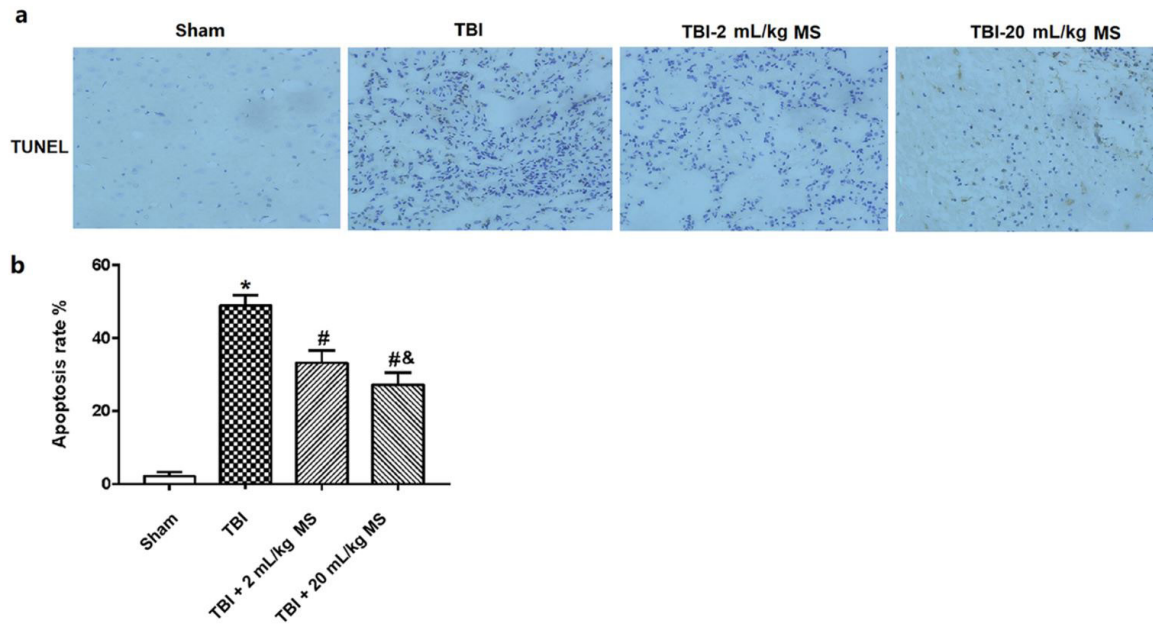 a
Sham
TBI
TBI-2 mL/kg MS
TBI-20 mL/kg MS
TUNEL
b
Apoptosis rate %
60
40
20
0
*
#
#&
Sham
TBI
TBI + 2 mL/kg MS
TBI + 20 mL/kg MS